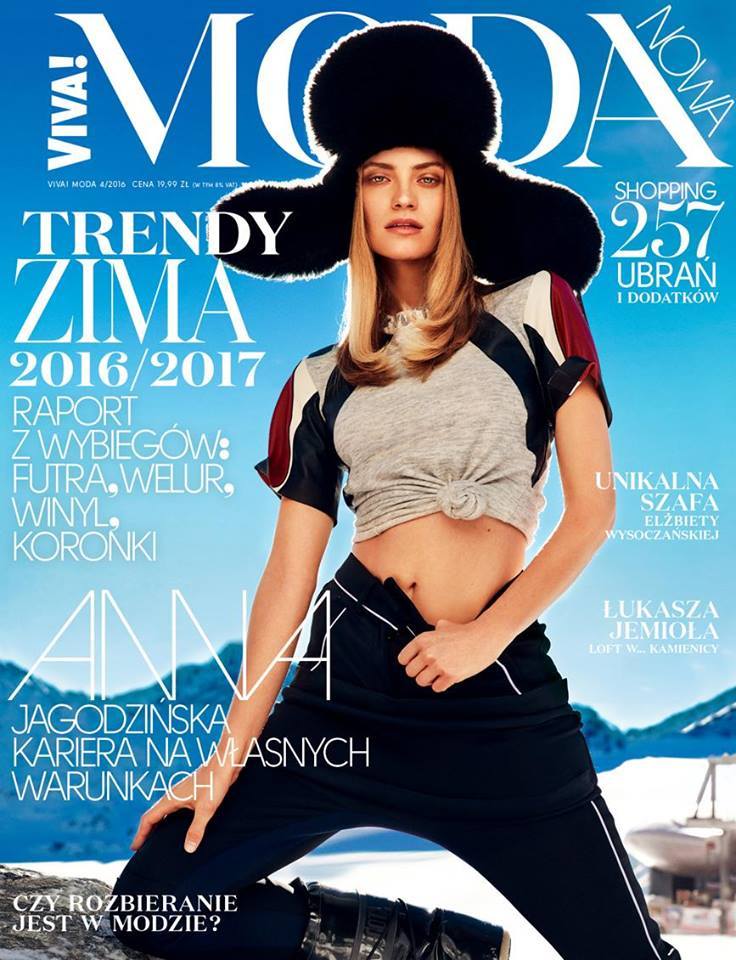 VIVA!
MODA
NOWA
VIVA! MODA 4/2016 CENA 19,99 ZŁ (W TYM 8% VAT)
TRENDY
ZIMA
2016/2017
RAPORT
Z WYBIEGÓW:
FUTRA, WELUR,
WINYL,
KORONKI
SHOPPING
257
UBRAŃ
I DODATKÓW
UNIKALNA
SZAFA
ELŻBIETY
WYSOCZAŃSKIEJ
ŁUKASZA
JEMIOŁA
LOFT W... KAMIENICY
ANNA
JAGODZIŃSKA
KARIERA NA WŁASNYCH
WARUNKACH
CZY ROZBIERANIE
JEST W MODZIE?